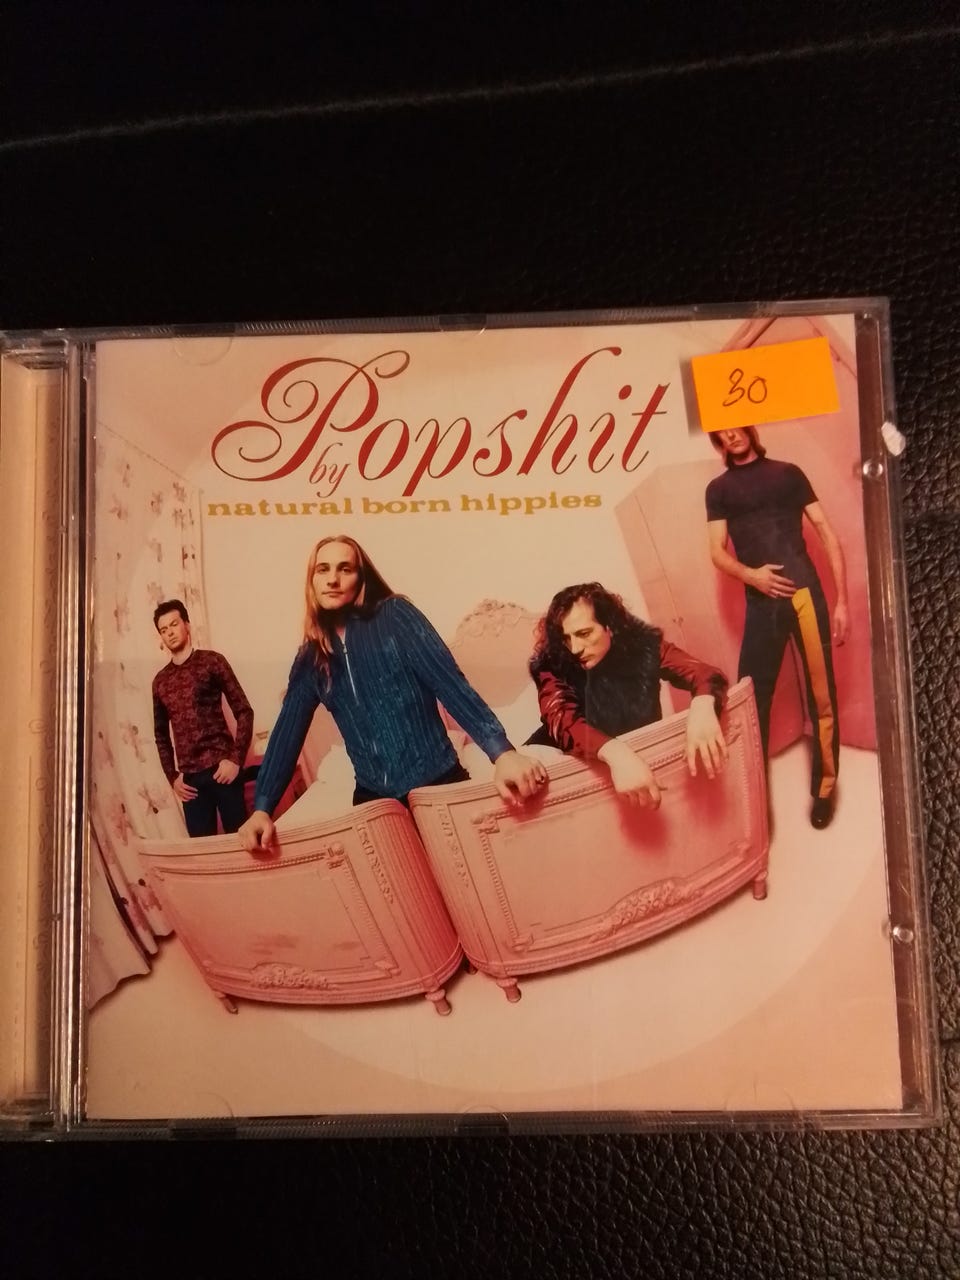 Popshit
by
natural born hippies
30